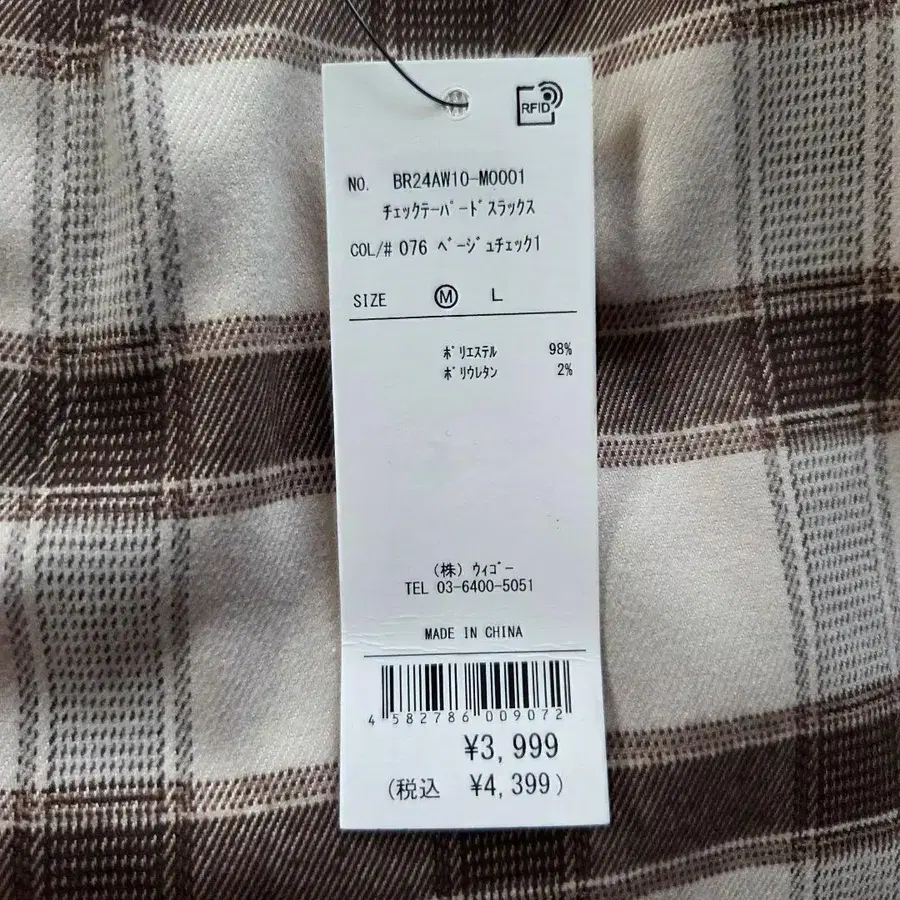 RFID
NO. BR24AW10-M0001
ﾁｪｯｸﾃｰﾊﾟｰﾄﾞｽﾗｯｸｽ
COL/# 076 ﾍﾞｰｼﾞｭﾁｪｯｸ1
SIZE Ⓜ L
ﾎﾟﾘｴｽﾃﾙ 98%
ﾎﾟﾘｳﾚﾀﾝ 2%
(株) ｳｨｺﾞｰ
TEL 03-6400-5051
MADE IN CHINA
4 582786 009072
¥3,999
(税込 ¥4,399)